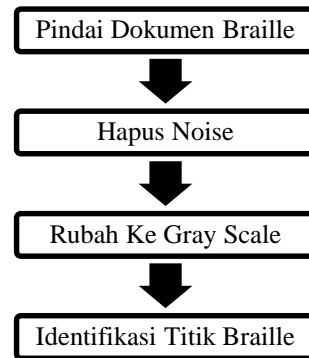 Pindai Dokumen Braille
Hapus Noise
Rubah Ke Gray Scale
Identifikasi Titik Braille